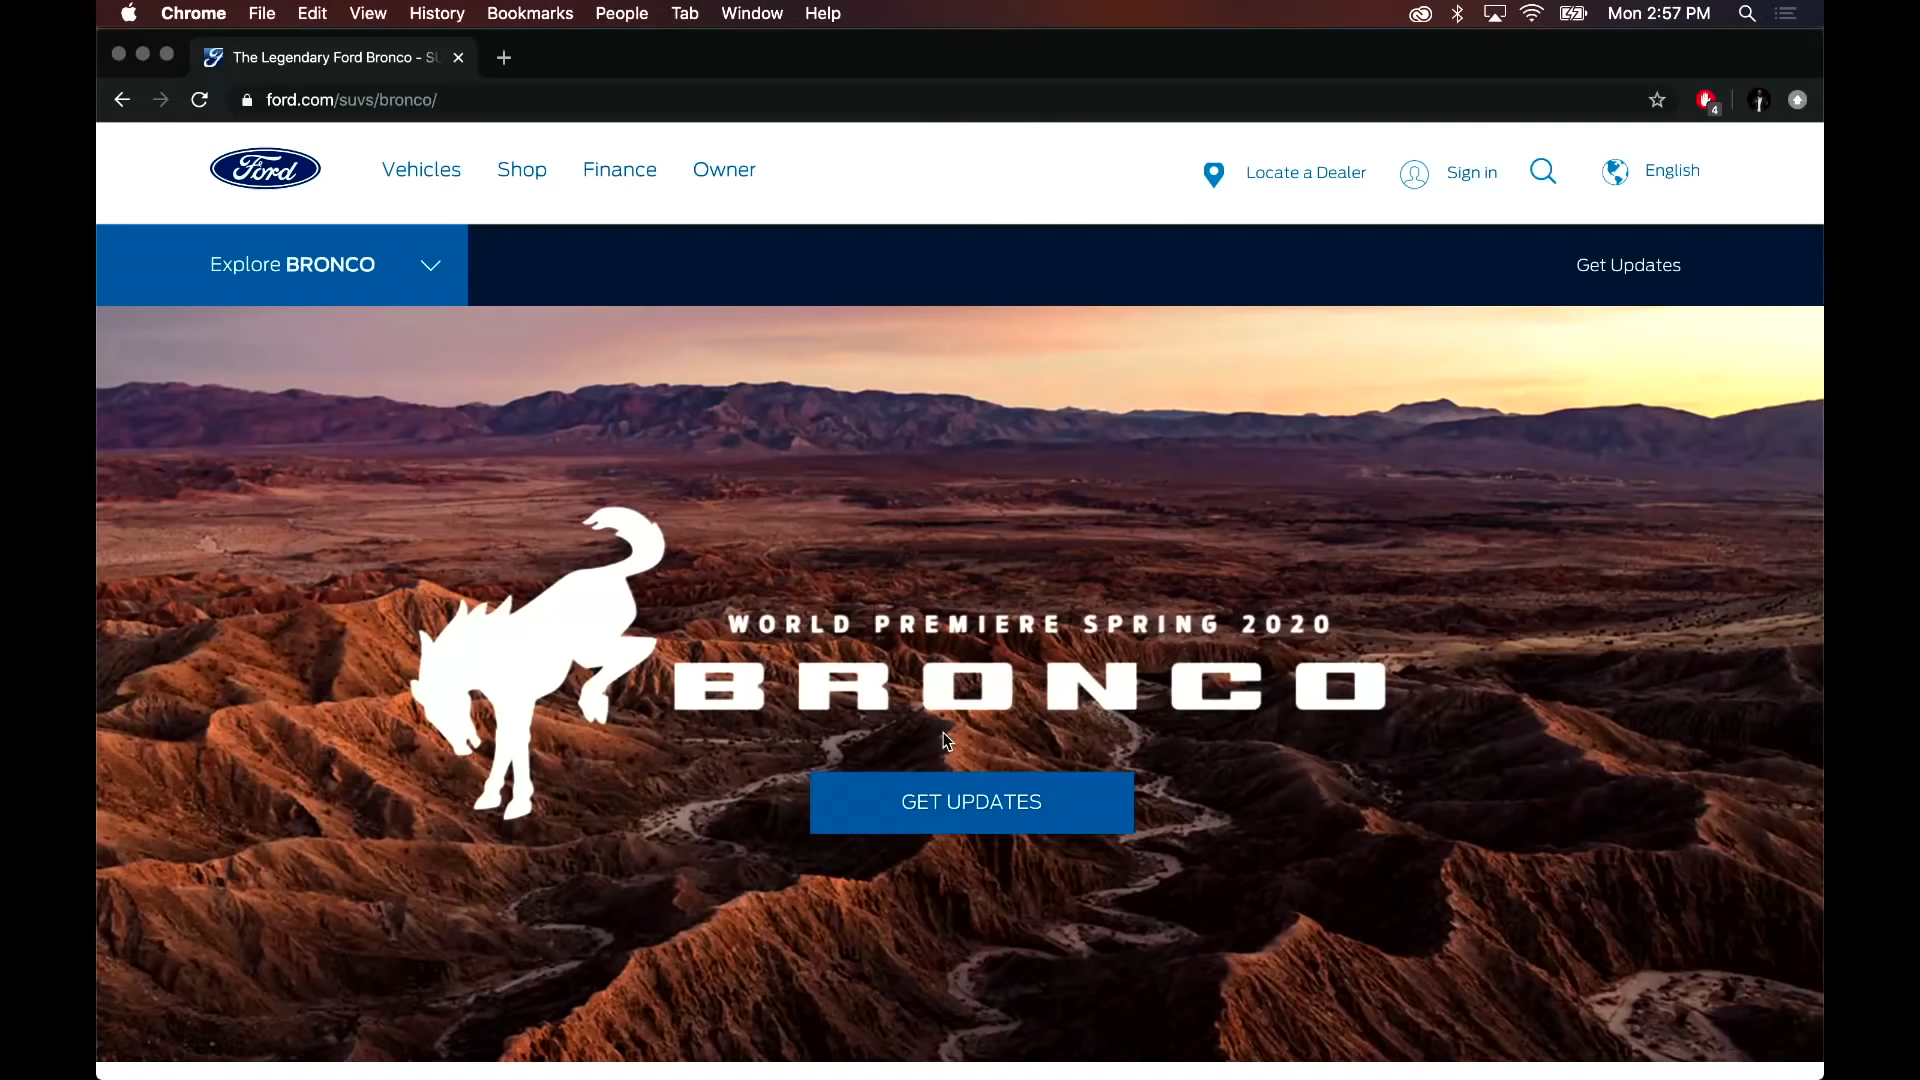 Chrome File Edit View History Bookmarks People Tab Window Help Mon 2:57 PM
The Legendary Ford Bronco - SU
ford.com/suvs/bronco/
4
Ford Vehicles Shop Finance Owner Locate a Dealer Sign in English
Explore BRONCO Get Updates
WORLD PREMIERE SPRING 2020
BRONCO
GET UPDATES